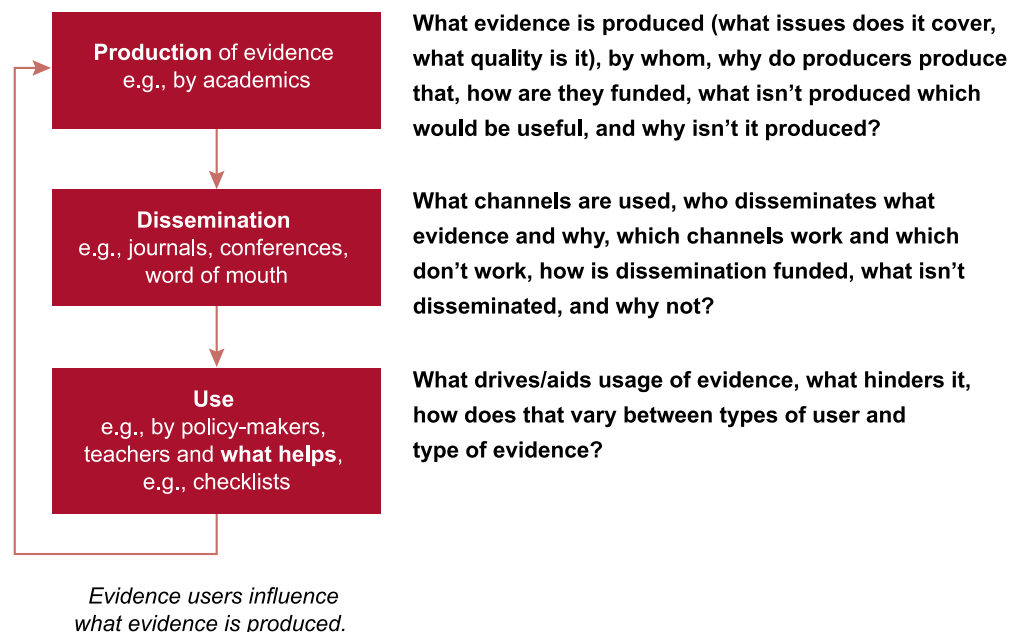 Production of evidence
e.g., by academics
What evidence is produced (what issues does it cover,
what quality is it), by whom, why do producers produce
that, how are they funded, what isn’t produced which
would be useful, and why isn’t it produced?
Dissemination
e.g., journals, conferences,
word of mouth
What channels are used, who disseminates what
evidence and why, which channels work and which
don’t work, how is dissemination funded, what isn’t
disseminated, and why not?
Use
e.g., by policy-makers,
teachers and what helps,
e.g., checklists
What drives/aids usage of evidence, what hinders it,
how does that vary between types of user and
type of evidence?
Evidence users influence
what evidence is produced.